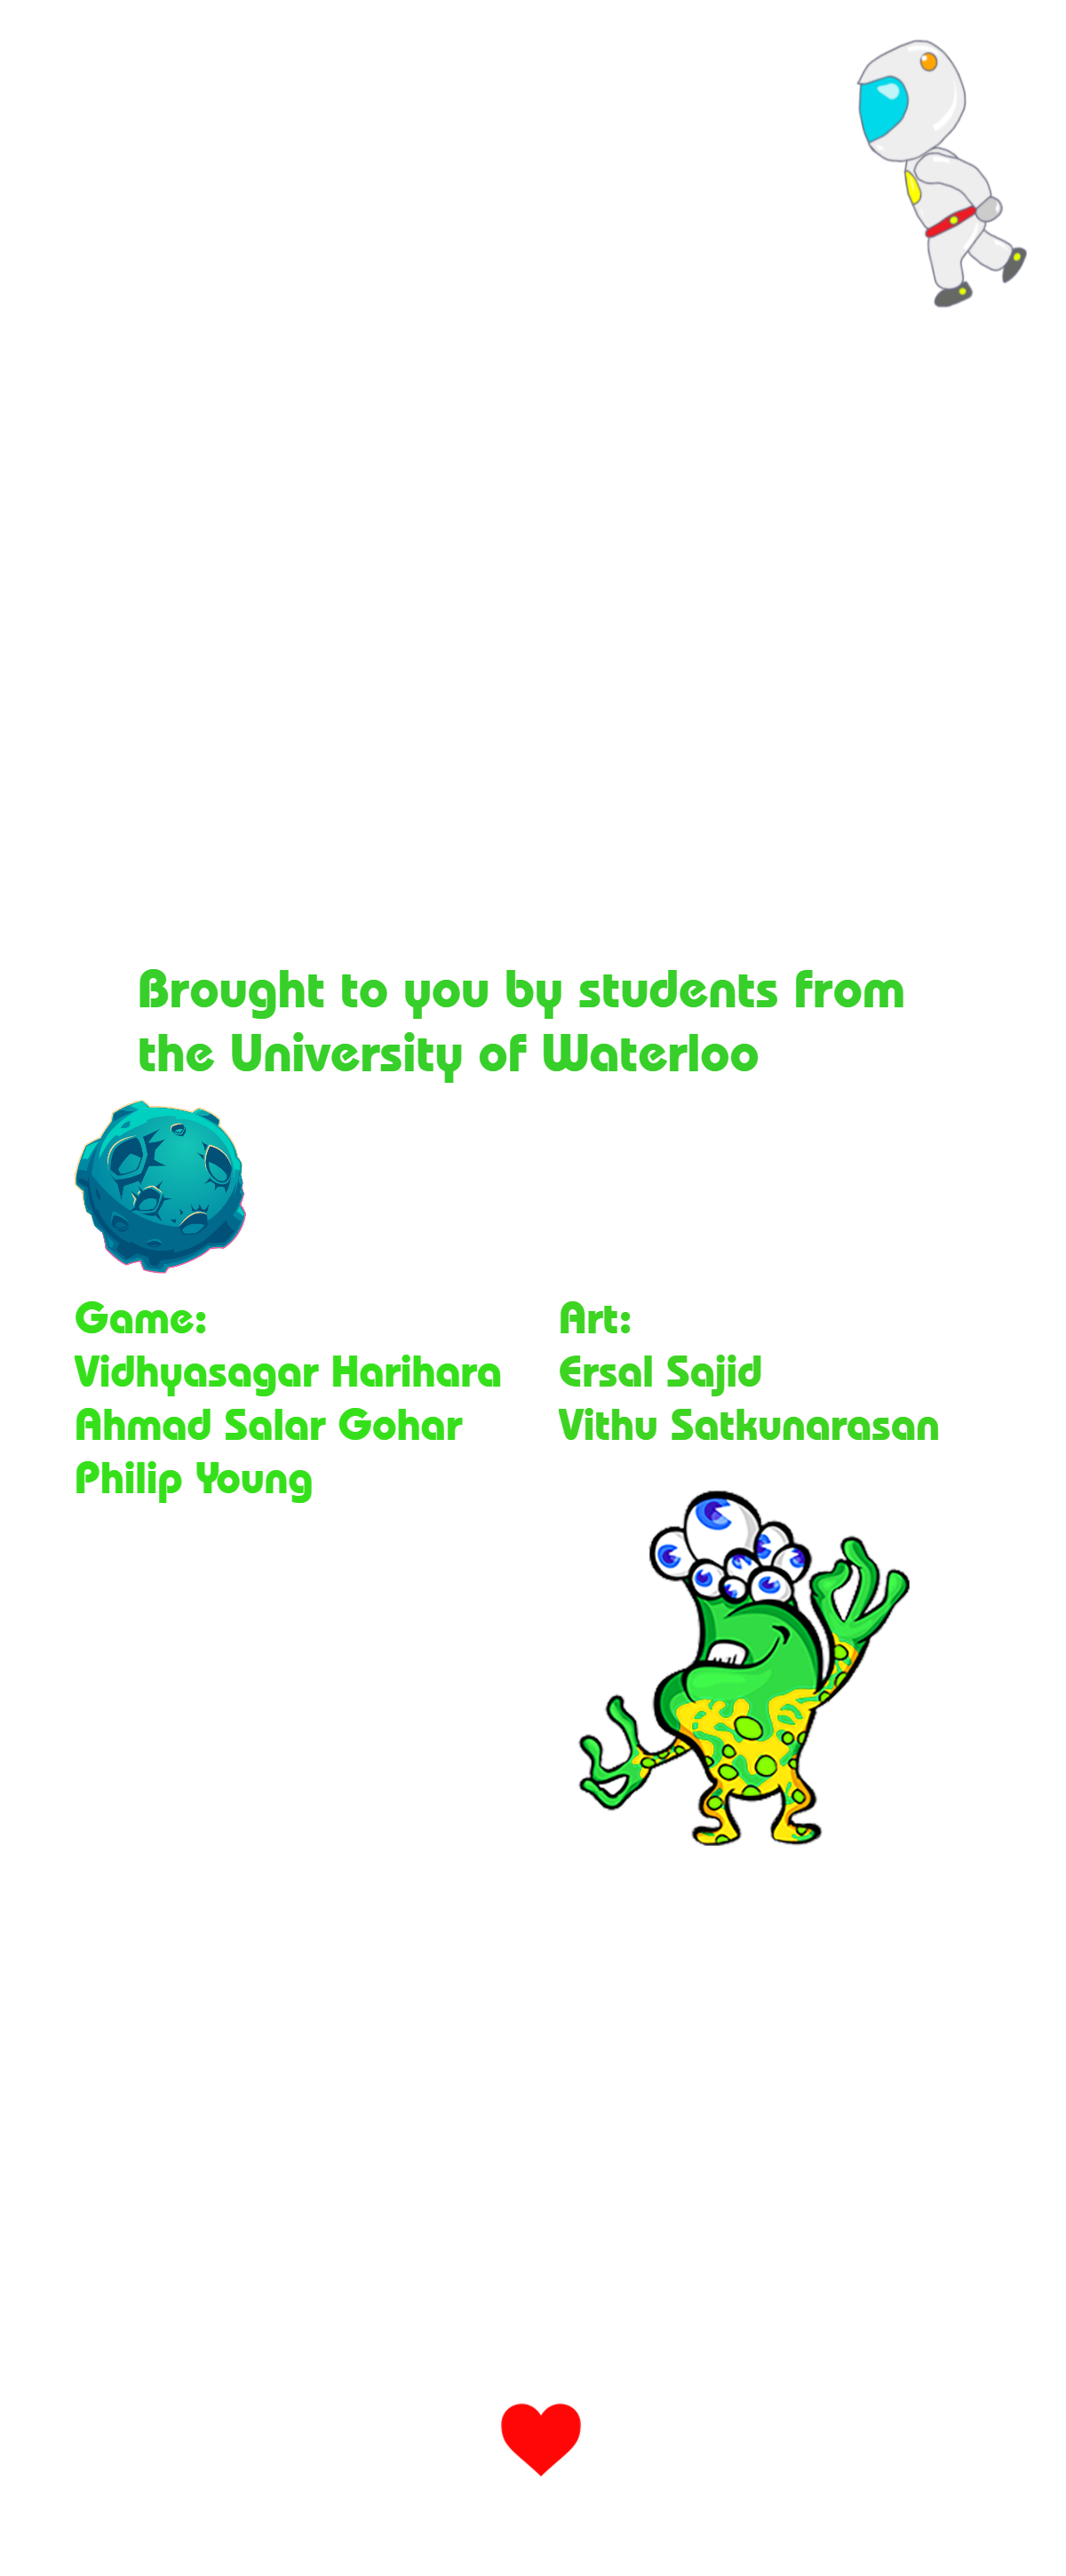 Brought to you by students from
the University of Waterloo
Game:
Vidhyasagar Harihara
Ahmad Salar Gohar
Philip Young
Art:
Ersal Sajid
Vithu Satkunarasan